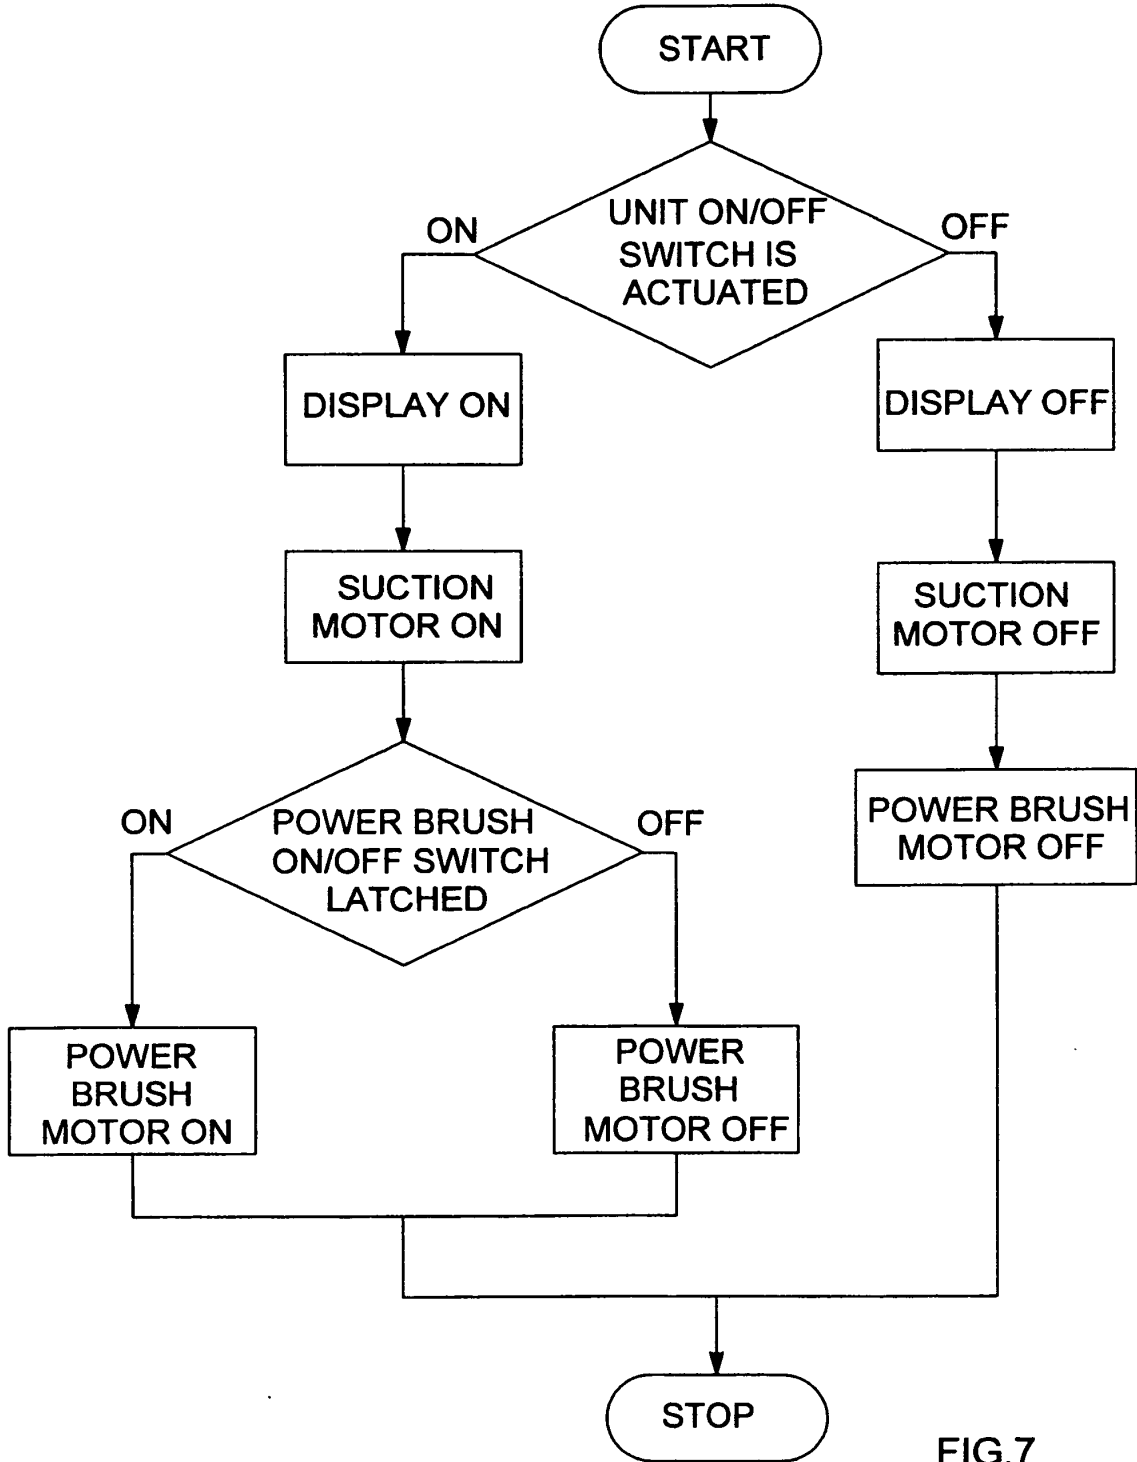 START
UNIT ON/OFF
SWITCH IS
ACTUATED
ON
OFF
DISPLAY ON
DISPLAY OFF
SUCTION
MOTOR ON
SUCTION
MOTOR OFF
POWER BRUSH
ON/OFF SWITCH
LATCHED
ON
OFF
POWER BRUSH
MOTOR OFF
POWER
BRUSH
MOTOR ON
POWER
BRUSH
MOTOR OFF
STOP
FIG.7